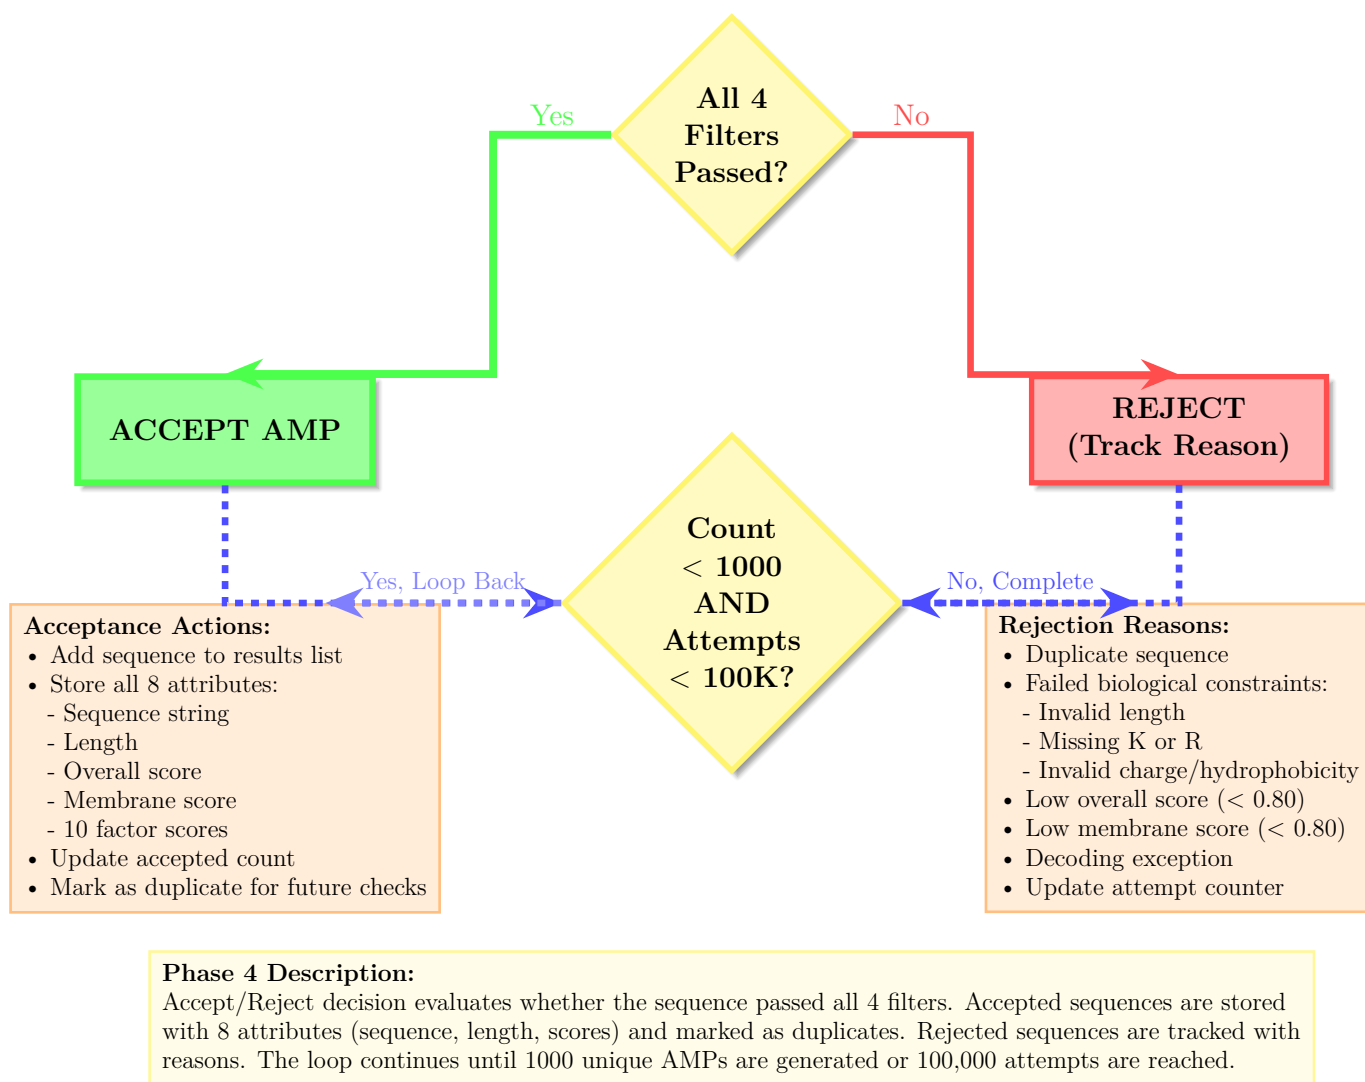 All 4
Filters
Passed?
Yes
No
ACCEPT AMP
REJECT
(Track Reason)
Count
< 1000
AND
Attempts
< 100K?
Yes, Loop Back
No, Complete
Acceptance Actions:
• Add sequence to results list
• Store all 8 attributes:
- Sequence string
- Length
- Overall score
- Membrane score
- 10 factor scores
• Update accepted count
• Mark as duplicate for future checks
Rejection Reasons:
• Duplicate sequence
• Failed biological constraints:
- Invalid length
- Missing K or R
- Invalid charge/hydrophobicity
• Low overall score (< 0.80)
• Low membrane score (< 0.80)
• Decoding exception
• Update attempt counter
Phase 4 Description:
Accept/Reject decision evaluates whether the sequence passed all 4 filters. Accepted sequences are stored
with 8 attributes (sequence, length, scores) and marked as duplicates. Rejected sequences are tracked with
reasons. The loop continues until 1000 unique AMPs are generated or 100,000 attempts are reached.